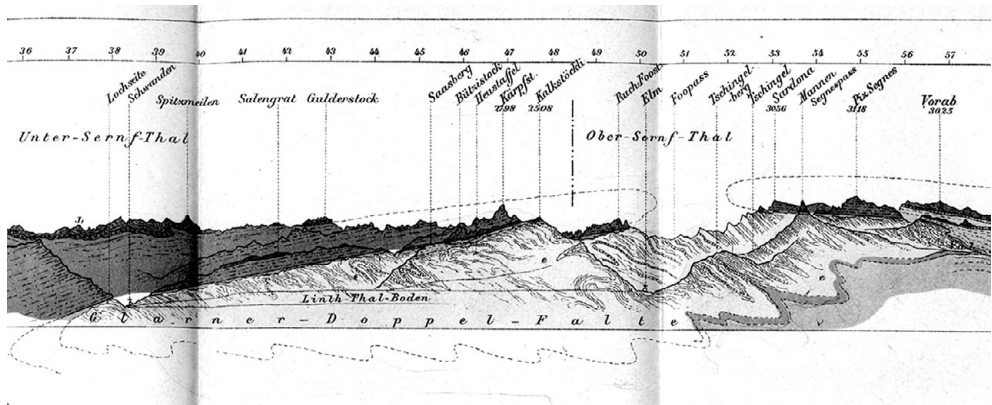 36 37 38 39 40 41 42 43 44 45 46 47 48 49 50 51 52 53 54 55 56 57
Lochseite
Schwanden
Spitzmeilen
Salengrat
Gulderstock
Saasberg
Bützistock
Heustaffel
Kärpfst.
2798
Kalkstöckli
2508
Ruch
Elm
Foopass
Tschingel-
berg
Tschingel
Sardona
3056
Mannen
Segnespass
Piz Segnes
3118
Vorab
3025
Unter-Sernf-Thal
Ober-Sernf-Thal
J,
e
e
Linth Thal-Boden
Glarner-Doppel-Falte
v